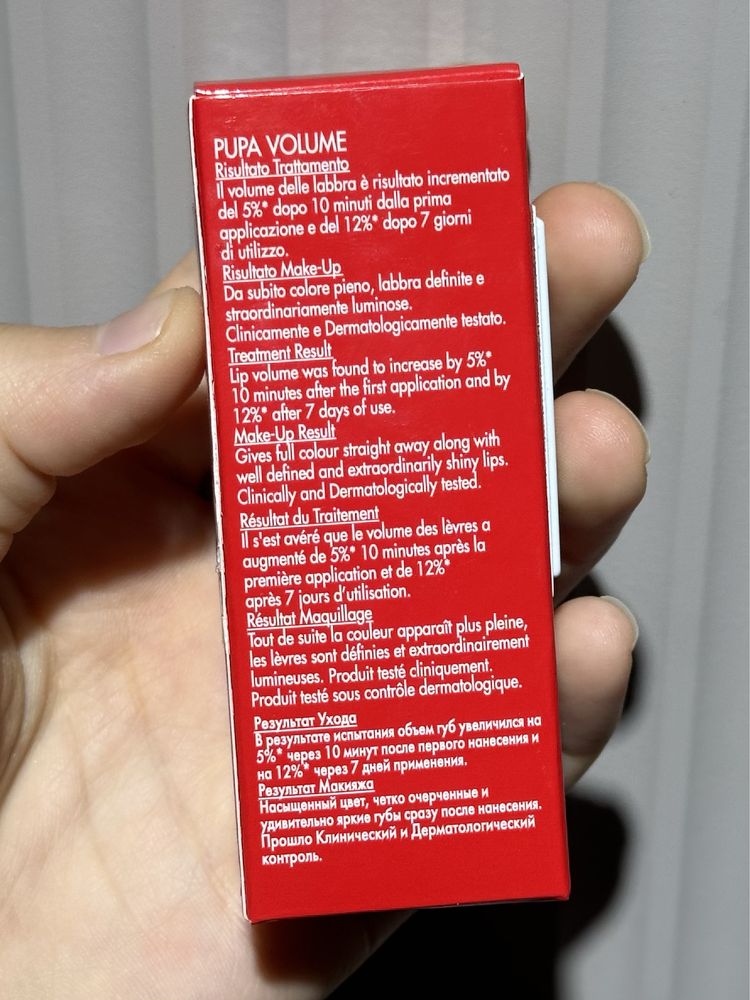 PUPA VOLUME
Risultato Trattamento
Il volume delle labbra è risultato incrementato
del 5%* dopo 10 minuti dalla prima
applicazione e del 12%* dopo 7 giorni
di utilizzo.
Risultato Make-Up
Da subito colore pieno, labbra definite e
straordinariamente luminose.
Clinicamente e Dermatologicamente testato.
Treatment Result
Lip volume was found to increase by 5%*
10 minutes after the first application and by
12%* after 7 days of use.
Make-Up Result
Gives full colour straight away along with
well defined and extraordinarily shiny lips.
Clinically and Dermatologically tested.
Résultat du Traitement
Il s'est avéré que le volume des lèvres a
augmenté de 5%* 10 minutes après la
première application et de 12%*
après 7 jours d'utilisation.
Résultat Maquillage
Tout de suite la couleur apparaît plus pleine,
les lèvres sont définies et extraordinairement
lumineuses. Produit testé cliniquement.
Produit testé sous contrôle dermatologique.
Результат Ухода
В результате испытания объем губ увеличился на
5%* через 10 минут после первого нанесения и
на 12%* через 7 дней применения.
Результат Макияжа
Насыщенный цвет, четко очерченные и
удивительно яркие губы сразу после нанесения.
Прошло Клинический и Дерматологический
контроль.